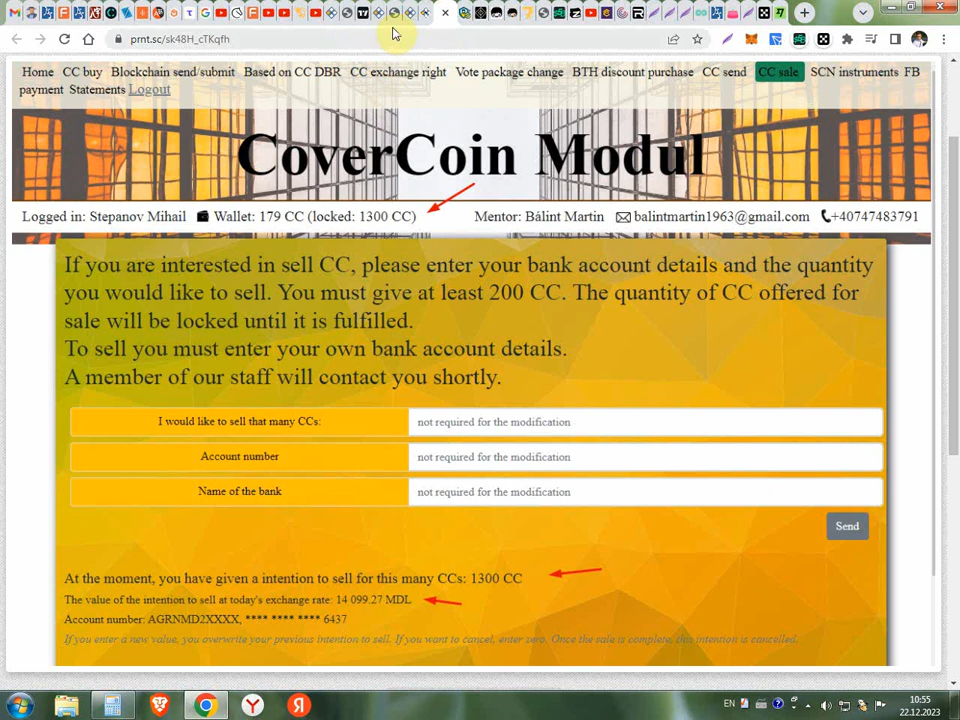 prnt.sc/sk48H_cTKqfh
Home CC buy Blockchain send/submit Based on CC DBR CC exchange right Vote package change BTH discount purchase CC send CC sale SCN instruments FB
payment Statements Logout
CoverCoin Modul
Logged in: Stepanov Mihail Wallet: 179 CC (locked: 1300 CC) Mentor: Bálint Martin balintmartin1963@gmail.com +40747483791
If you are interested in sell CC, please enter your bank account details and the quantity
you would like to sell. You must give at least 200 CC. The quantity of CC offered for
sale will be locked until it is fulfilled.
To sell you must enter your own bank account details.
A member of our staff will contact you shortly.
I would like to sell that many CCs: not required for the modification
Account number not required for the modification
Name of the bank not required for the modification
Send
At the moment, you have given a intention to sell for this many CCs: 1300 CC
The value of the intention to sell at today's exchange rate: 14 099.27 MDL
Account number: AGRNMD2XXXX, **** **** **** 6437
If you enter a new value, you overwrite your previous intention to sell. If you want to cancel, enter zero. Once the sale is complete, this intention is cancelled.
EN 10:55
22.12.2023